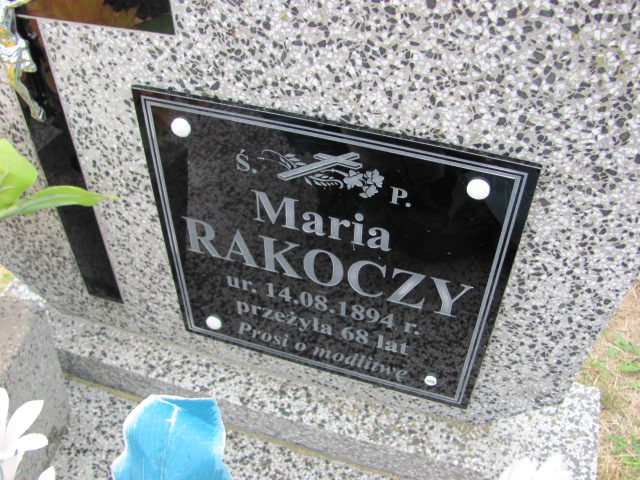 Ś. P.
Maria
RAKOCZY
ur. 14.08.1894 r.
przeżyła 68 lat
Prosi o modlitwę